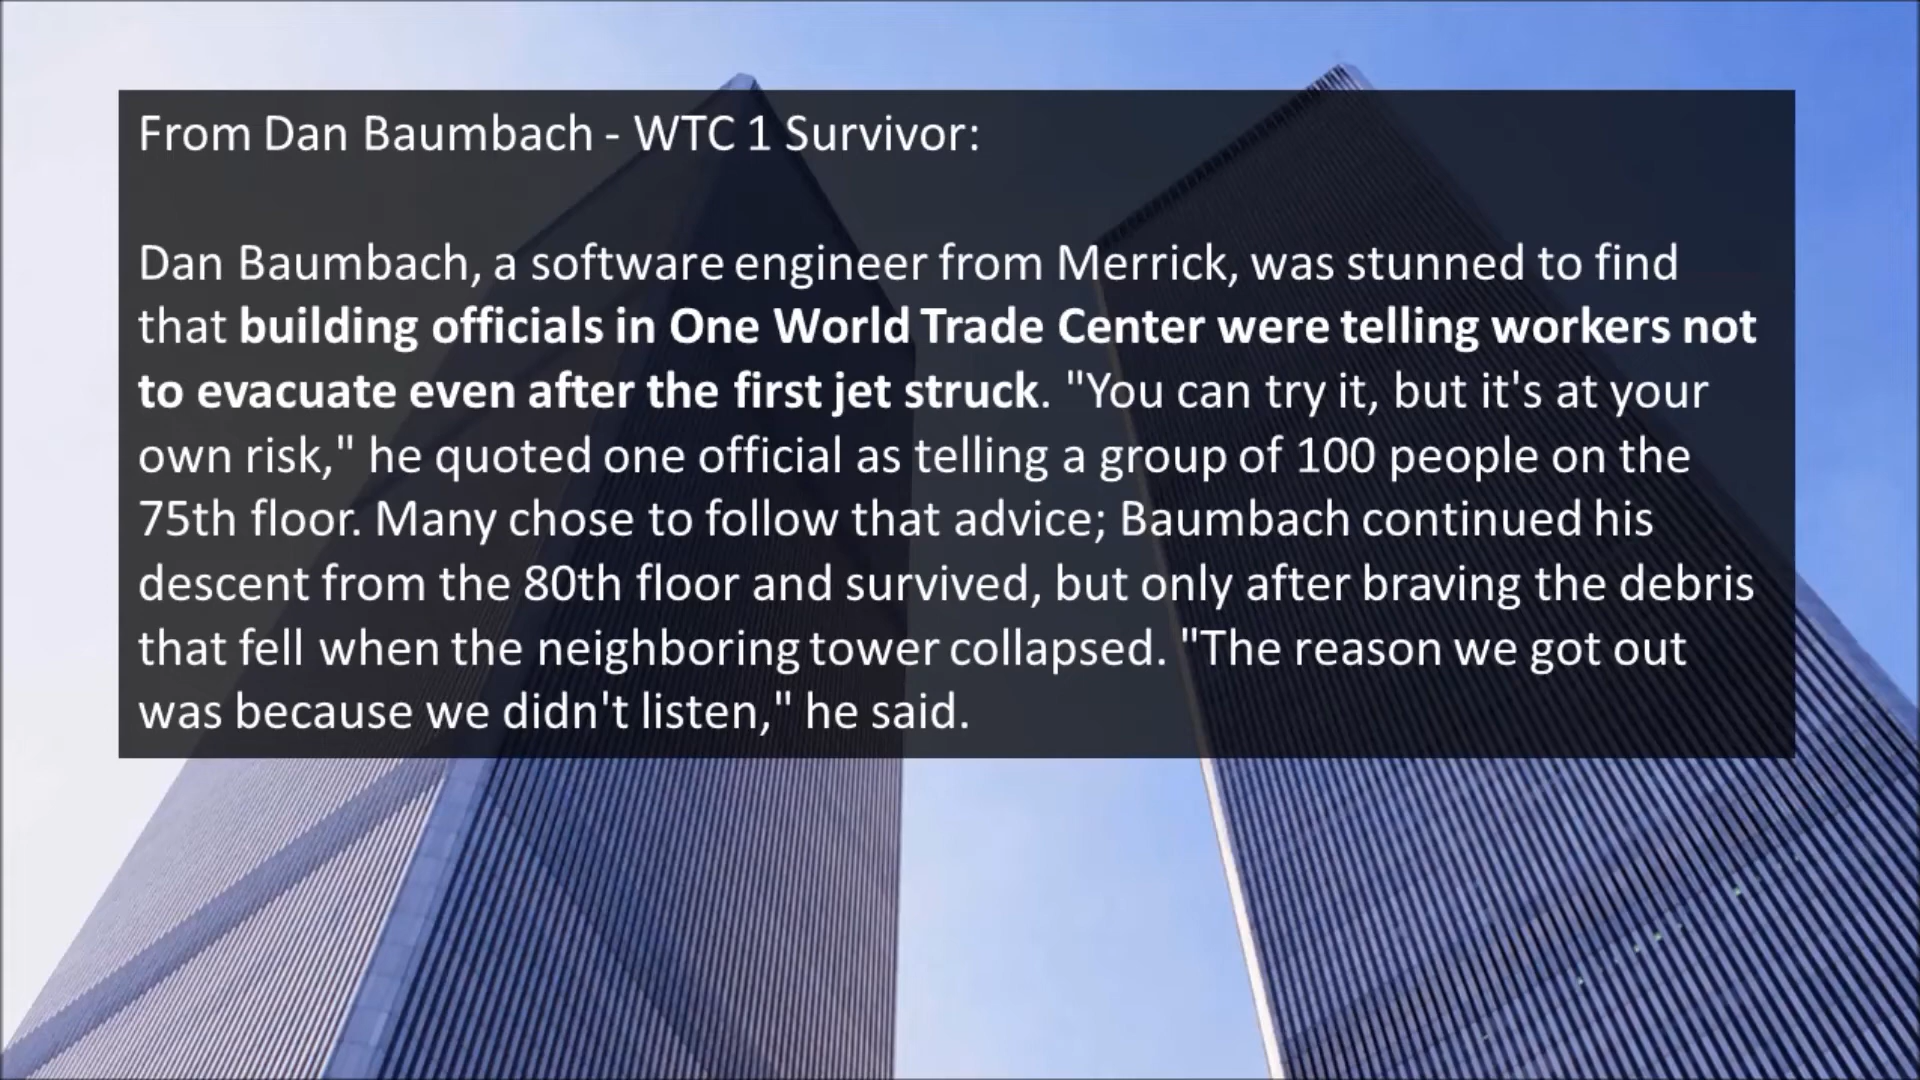 From Dan Baumbach - WTC 1 Survivor:
Dan Baumbach, a software engineer from Merrick, was stunned to find
that building officials in One World Trade Center were telling workers not
to evacuate even after the first jet struck. "You can try it, but it's at your
own risk," he quoted one official as telling a group of 100 people on the
75th floor. Many chose to follow that advice; Baumbach continued his
descent from the 80th floor and survived, but only after braving the debris
that fell when the neighboring tower collapsed. "The reason we got out
was because we didn't listen," he said.